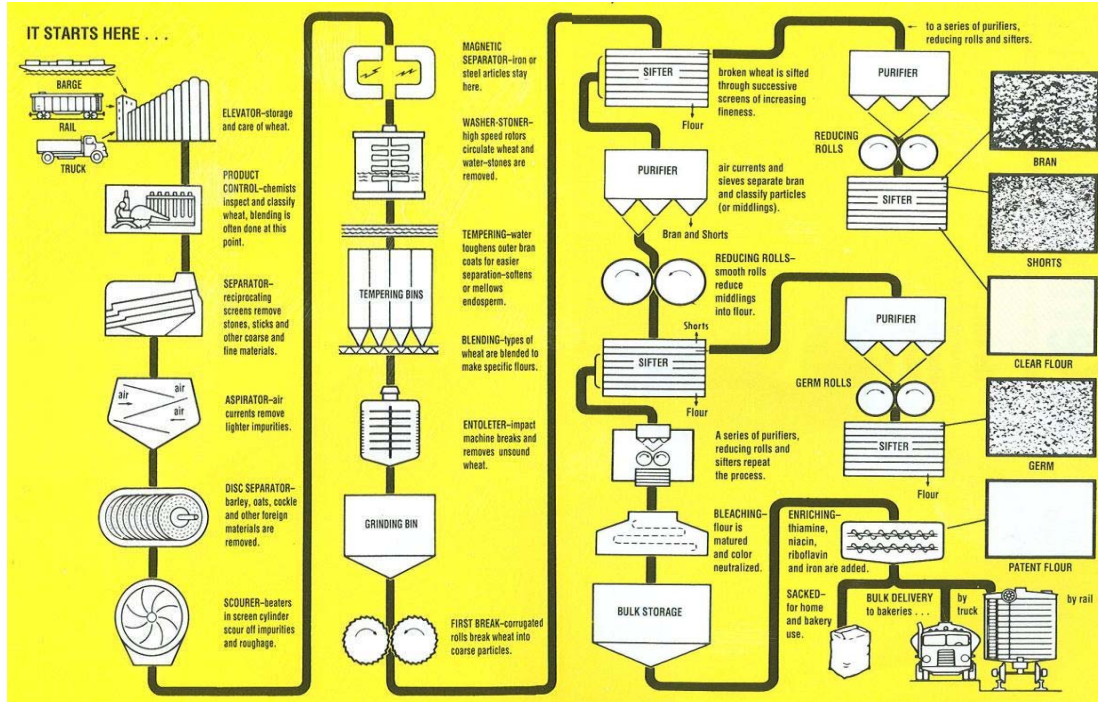 IT STARTS HERE . . .
BARGE
RAIL
TRUCK
ELEVATOR–storage
and care of wheat.
PRODUCT
CONTROL–chemists
inspect and classify
wheat, blending is
often done at this
point.
SEPARATOR–
reciprocating
screens remove
stones, sticks and
other coarse and
fine materials.
air
air
air
ASPIRATOR–air
currents remove
lighter impurities.
DISC SEPARATOR–
barley, oats, cockle
and other foreign
materials are
removed.
SCOURER–beaters
in screen cylinder
scour off impurities
and roughage.
MAGNETIC
SEPARATOR–iron or
steel articles stay
here.
WASHER-STONER–
high speed rotors
circulate wheat and
water–stones are
removed.
TEMPERING–water
toughens outer bran
coats for easier
separation–softens
or mellows
endosperm.
TEMPERING BINS
BLENDING–types of
wheat are blended to
make specific flours.
ENTOLETER–impact
machine breaks and
removes unsound
wheat.
GRINDING BIN
FIRST BREAK–corrugated
rolls break wheat into
coarse particles.
SIFTER
Flour
broken wheat is sifted
through successive
screens of increasing
fineness.
PURIFIER
Bran and Shorts
air currents and
sieves separate bran
and classify particles
(or middlings).
REDUCING ROLLS–
smooth rolls
reduce
middlings
into flour.
Shorts
SIFTER
Flour
A series of purifiers,
reducing rolls and
sifters repeat
the process.
BLEACHING–
flour is
matured
and color
neutralized.
BULK STORAGE
to a series of purifiers,
reducing rolls and sifters.
PURIFIER
REDUCING
ROLLS
SIFTER
BRAN
SHORTS
CLEAR FLOUR
PURIFIER
GERM ROLLS
SIFTER
Flour
GERM
ENRICHING–
thiamine,
niacin,
riboflavin
and iron are added.
PATENT FLOUR
SACKED–
for home
and bakery
use.
BULK DELIVERY
to bakeries . . .
by
truck
by rail